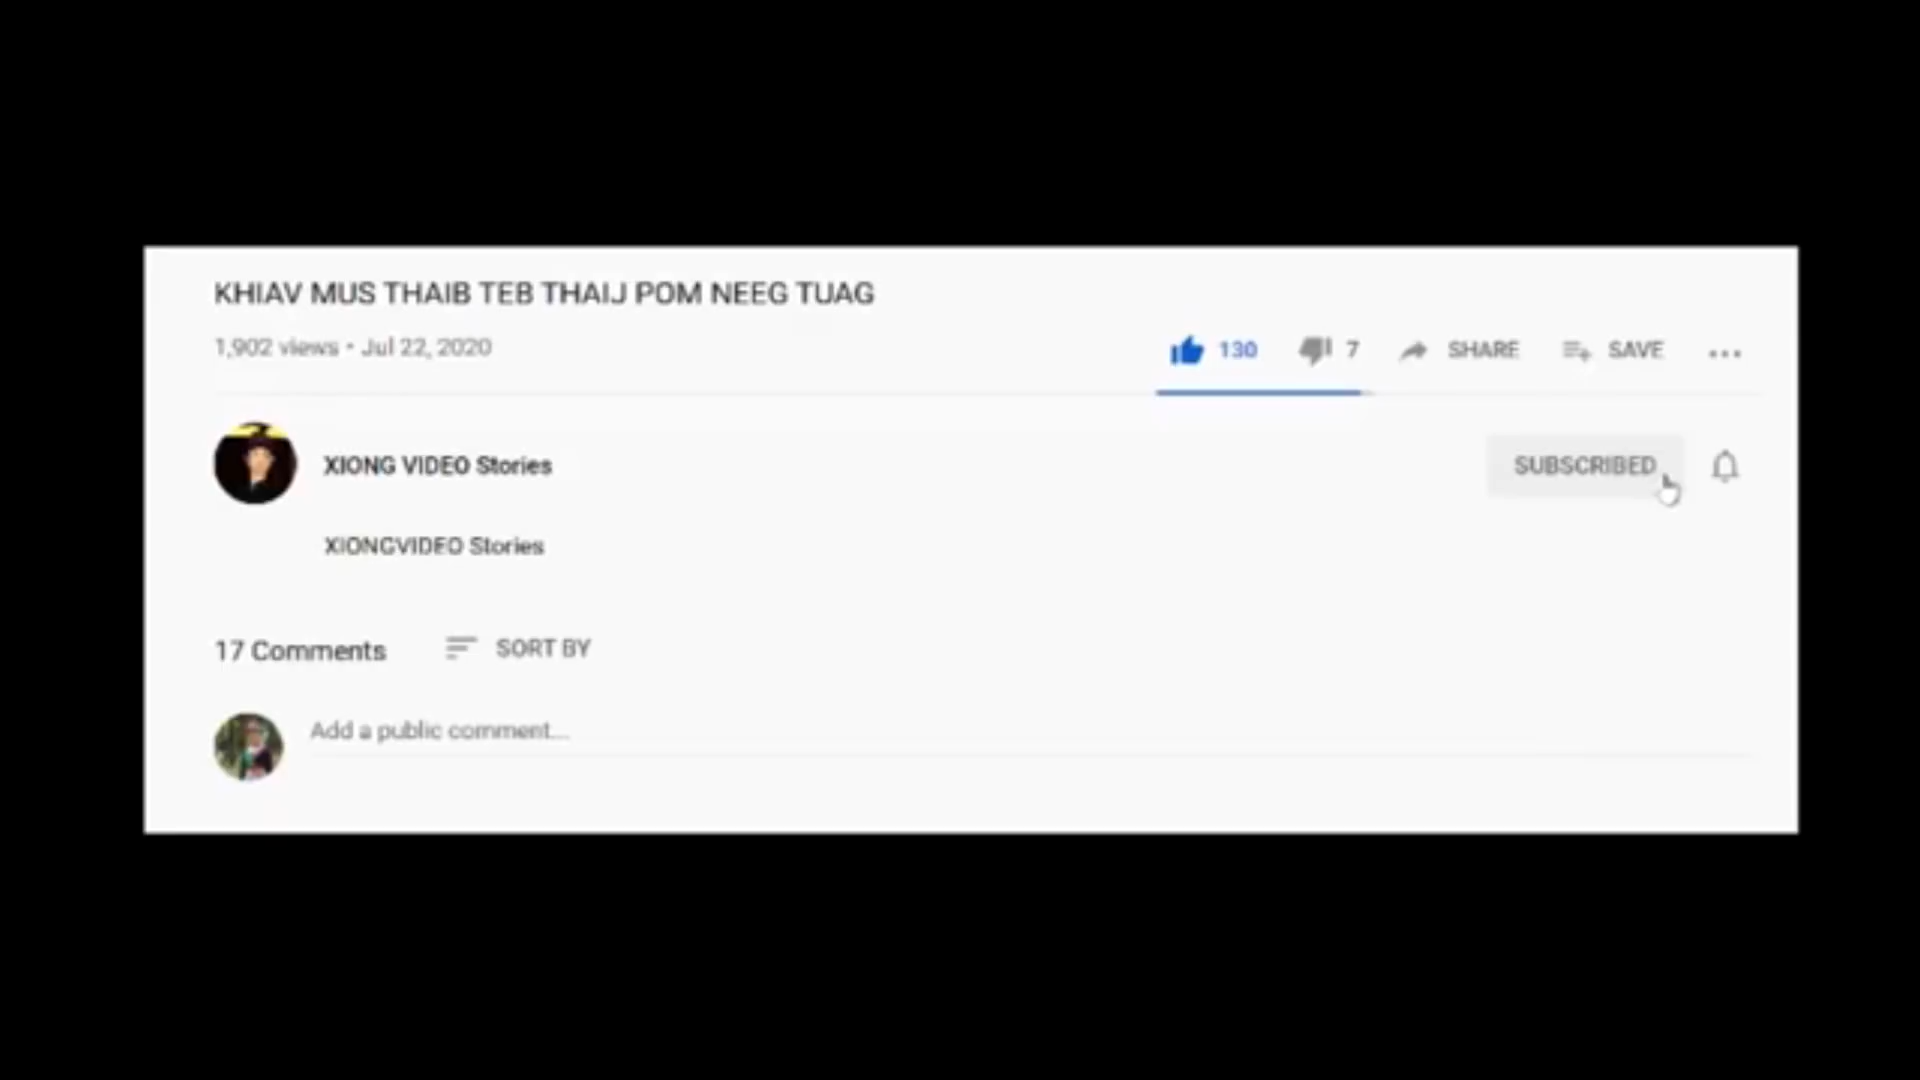 KHIAV MUS THAIB TEB THAIJ POM NEEG TUAG
1,902 views • Jul 22, 2020
130 7 SHARE SAVE
XIONG VIDEO Stories
SUBSCRIBED
XIONGVIDEO Stories
17 Comments SORT BY
Add a public comment...